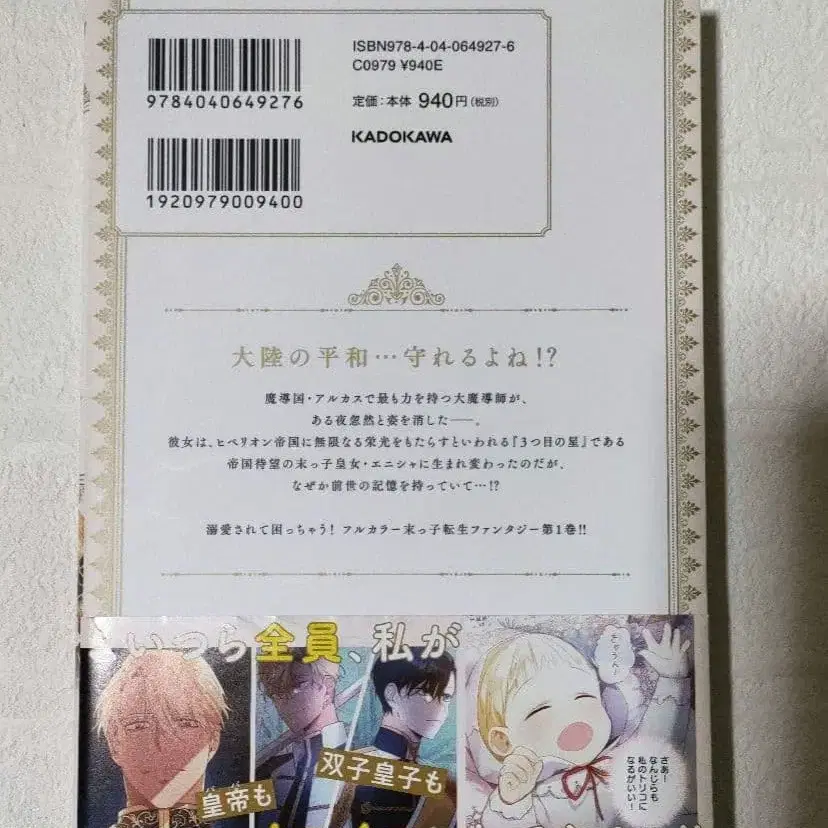 ISBN978-4-04-064927-6
C0979 ¥940E
9784040649276
定価:本体 940円(税別)
KADOKAWA
1920979009400
大陸の平和…守れるよね!?
魔導国・アルカスで最も力を持つ大魔導師が、
ある夜忽然と姿を消した――。
彼女は、ヒペリオン帝国に無限なる栄光をもたらすといわれる『3つ目の星』である
帝国待望の末っ子皇女・エニシャに生まれ変わったのだが、
なぜか前世の記憶を持っていて…!?
溺愛されて困っちゃう! フルカラー末っ子転生ファンタジー第1巻!!
いつら全員、私が
皇帝も
双子皇子も
さあー
なんじらも
私のトリコに
なるがいい!